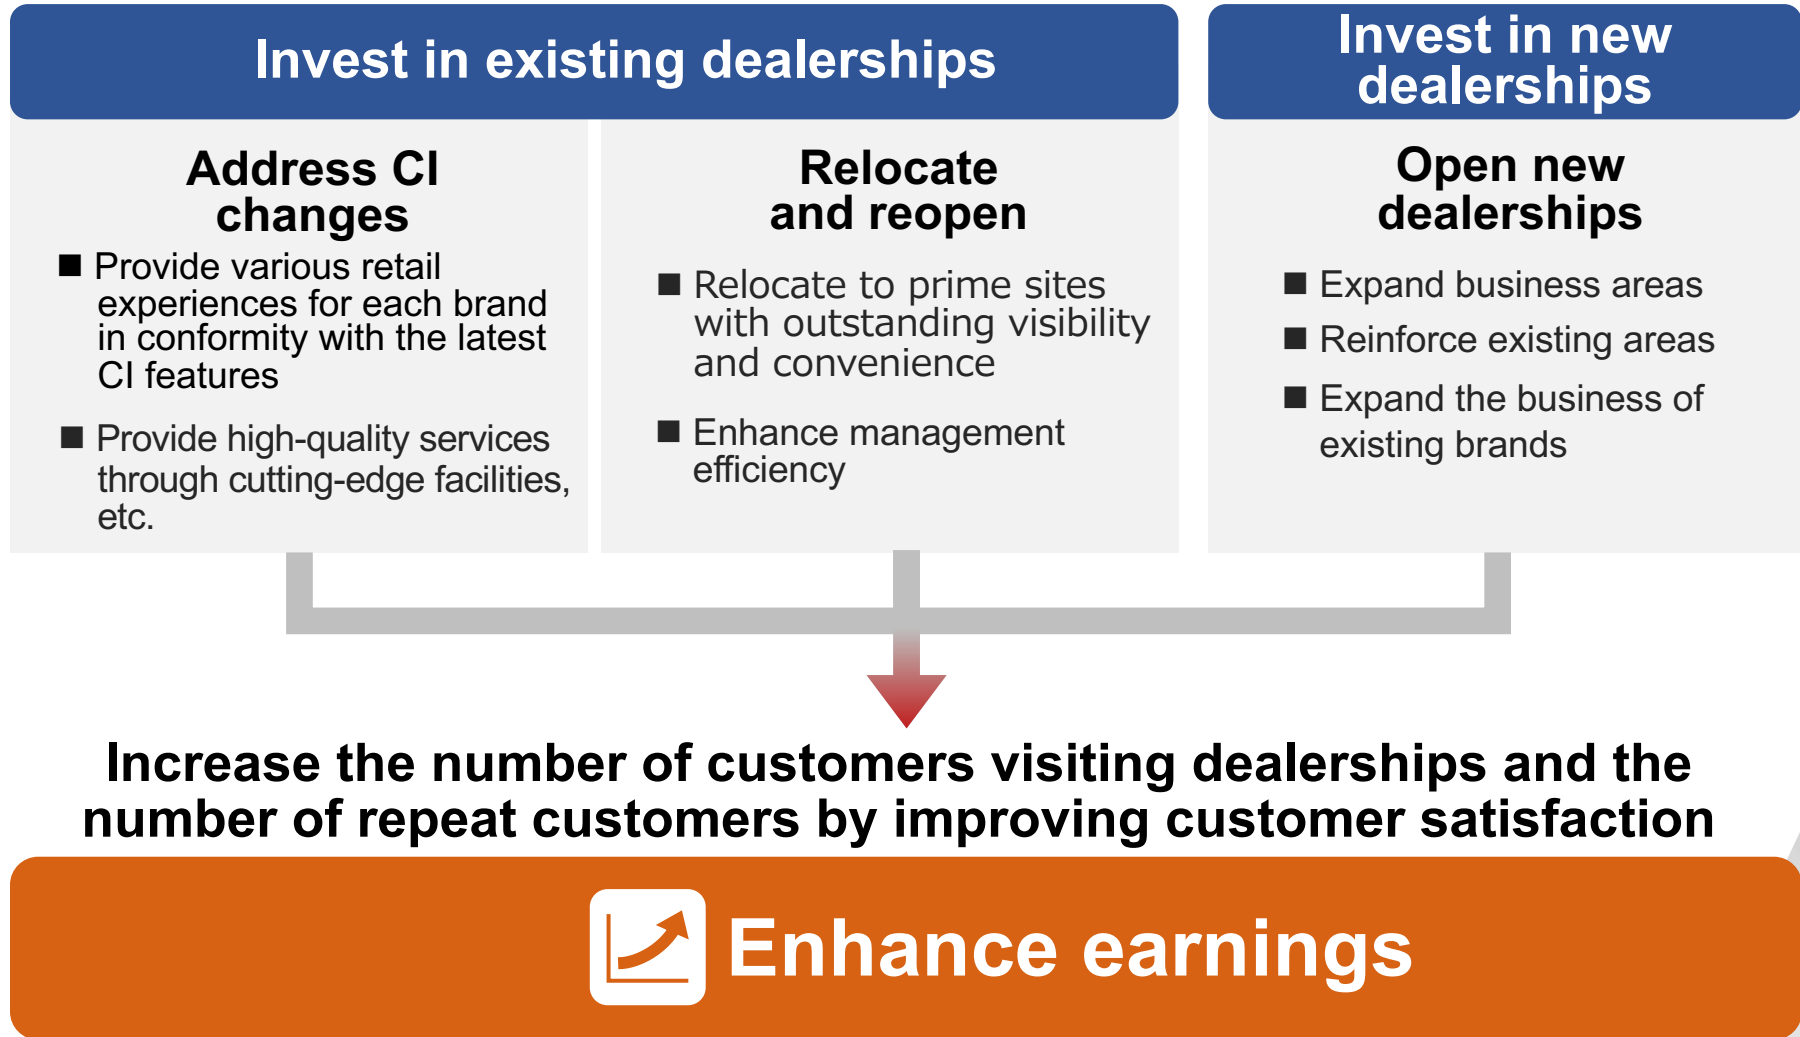 Invest in existing dealerships
Address CI
changes
■ Provide various retail
experiences for each brand
in conformity with the latest
CI features
■ Provide high-quality services
through cutting-edge facilities,
etc.
Relocate
and reopen
■ Relocate to prime sites
with outstanding visibility
and convenience
■ Enhance management
efficiency
Invest in new
dealerships
Open new
dealerships
■ Expand business areas
■ Reinforce existing areas
■ Expand the business of
existing brands
Increase the number of customers visiting dealerships and the
number of repeat customers by improving customer satisfaction
Enhance earnings